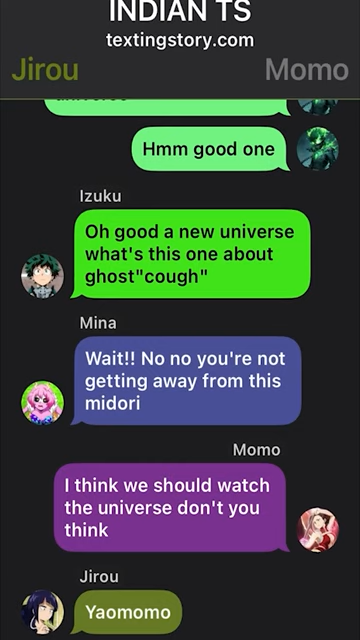 INDIAN TS
textingstory.com
Jirou Momo
universe
Hmm good one
Izuku
Oh good a new universe
what's this one about
ghost"cough"
Mina
Wait!! No no you're not
getting away from this
midori
Momo
I think we should watch
the universe don't you
think
Jirou
Yaomomo